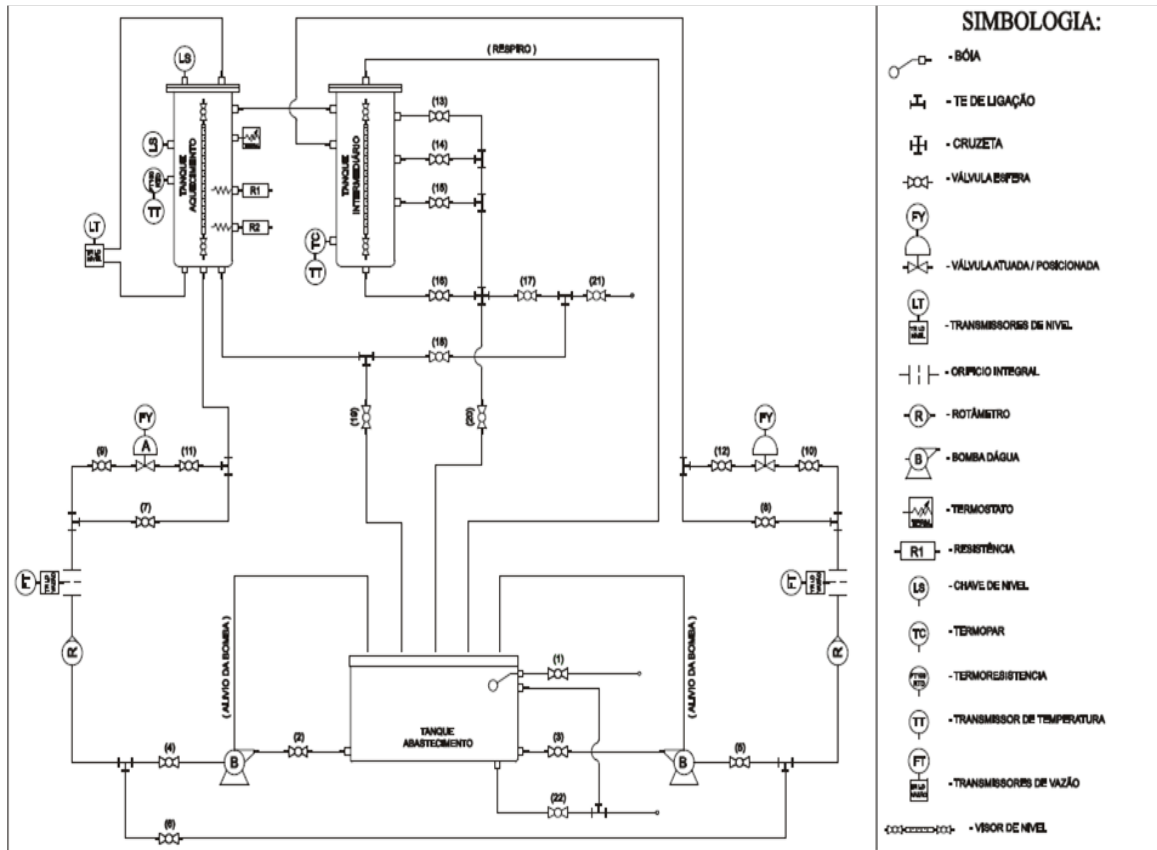 SIMBOLOGIA:
( RESPIRO )
LS
(13)
- BÓIA
- TE DE LIGAÇÃO
LS
TANQUE
AQUECIMENTO
TANQUE
INTERMEDIÁRIO
(14)
- CRUZETA
- VÁLVULA ESFERA
TT
R1
(15)
FY
LT
R2
TC
TT
- VÁLVULA ATUADA / POSICIONADA
(16)
(17)
(21)
LT
- TRANSMISSORES DE NIVEL
(18)
- ORIFICIO INTEGRAL
FY
(19)
(20)
FY
R
- ROTÂMETRO
(9)
A
(11)
(12)
(10)
B
- BOMBA DÁGUA
(7)
(8)
- TERMOSTATO
R1
- RESISTÊNCIA
FT
FT
LS
- CHAVE DE NIVEL
R
( ALIVIO DA BOMBA )
( ALIVIO DA BOMBA )
R
TC
- TERMOPAR
(1)
- TERMORESISTENCIA
TT
- TRANSMISSOR DE TEMPERATURA
TANQUE
ABASTECIMENTO
(4)
B
(2)
(3)
B
(5)
FT
- TRANSMISSORES DE VAZÃO
(22)
(6)
- VISOR DE NIVEL